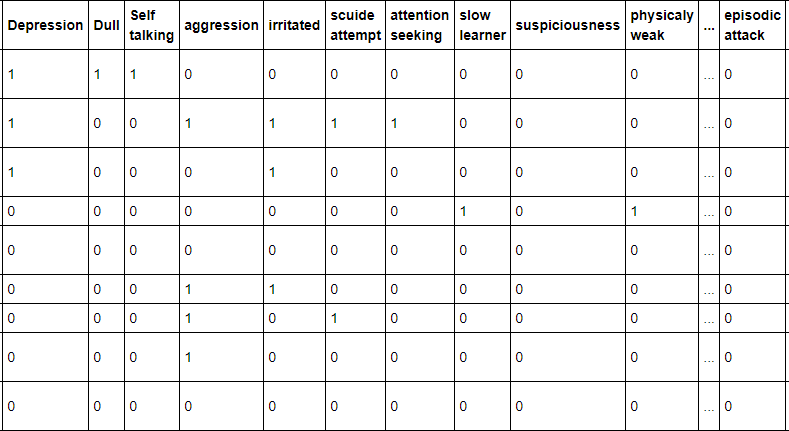 Depression Dull Self talking aggression irritated scuide attempt attention seeking slow learner suspiciousness physicaly weak ... episodic attack
1 1 1 0 0 0 0 0 0 0 ... 0
1 0 0 1 1 1 1 0 0 0 ... 0
1 0 0 0 1 0 0 0 0 0 ... 0
0 0 0 0 0 0 0 1 0 1 ... 0
0 0 0 0 0 0 0 0 0 0 ... 0
0 0 0 1 1 0 0 0 0 0 ... 0
0 0 0 1 0 1 0 0 0 0 ... 0
0 0 0 1 0 0 0 0 0 0 ... 0
0 0 0 0 0 0 0 0 0 0 ... 0